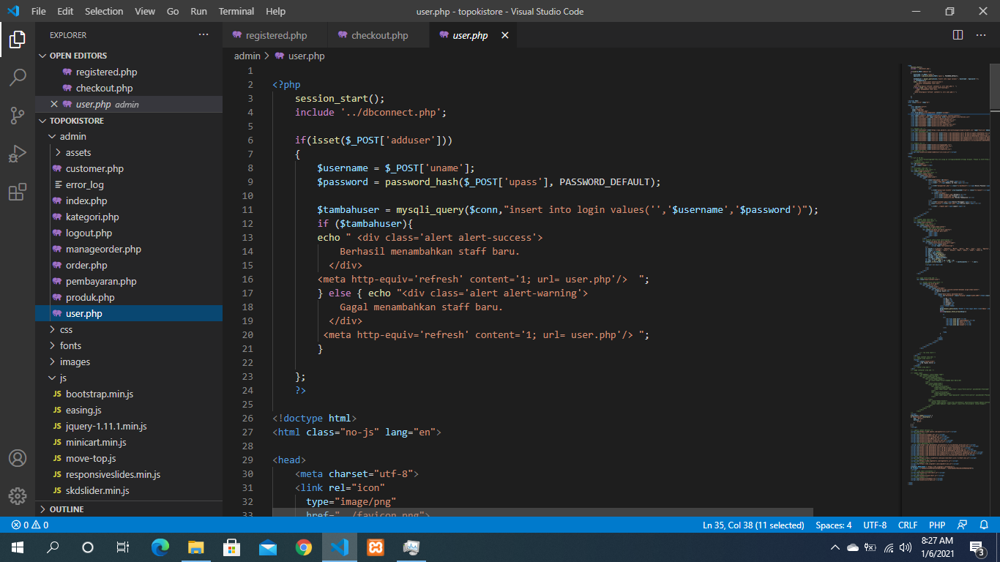 File Edit Selection View Go Run Terminal Help user.php - topokistore - Visual Studio Code
EXPLORER
OPEN EDITORS
registered.php
checkout.php
user.php admin
TOPOKISTORE
admin
assets
customer.php
error_log
index.php
kategori.php
logout.php
manageorder.php
order.php
pembayaran.php
produk.php
user.php
css
fonts
images
js
JS bootstrap.min.js
JS easing.js
JS jquery-1.11.1.min.js
JS minicart.min.js
JS move-top.js
JS responsiveslides.min.js
JS skdslider.min.js
OUTLINE
registered.php checkout.php user.php
admin > user.php
1
2 <?php
3 session_start();
4 include '../dbconnect.php';
5
6 if(isset($_POST['adduser']))
7 {
8 $username = $_POST['uname'];
9 $password = password_hash($_POST['upass'], PASSWORD_DEFAULT);
10
11 $tambahuser = mysqli_query($conn,"insert into login values('','$username','$password')");
12 if ($tambahuser){
13 echo " <div class='alert alert-success'>
14 Berhasil menambahkan staff baru.
15 </div>
16 <meta http-equiv='refresh' content='1; url= user.php'/>  ";
17 } else { echo "<div class='alert alert-warning'>
18 Gagal menambahkan staff baru.
19 </div>
20 <meta http-equiv='refresh' content='1; url= user.php'/> ";
21 }
22
23 };
24 ?>
25
26 <!doctype html>
27 <html class="no-js" lang="en">
28
29 <head>
30 <meta charset="utf-8">
31 <link rel="icon"
32 type="image/png"
33 href="../favicon.png">
0 0 Ln 35, Col 38 (11 selected) Spaces: 4 UTF-8 CRLF PHP
8:27 AM
1/6/2021
3